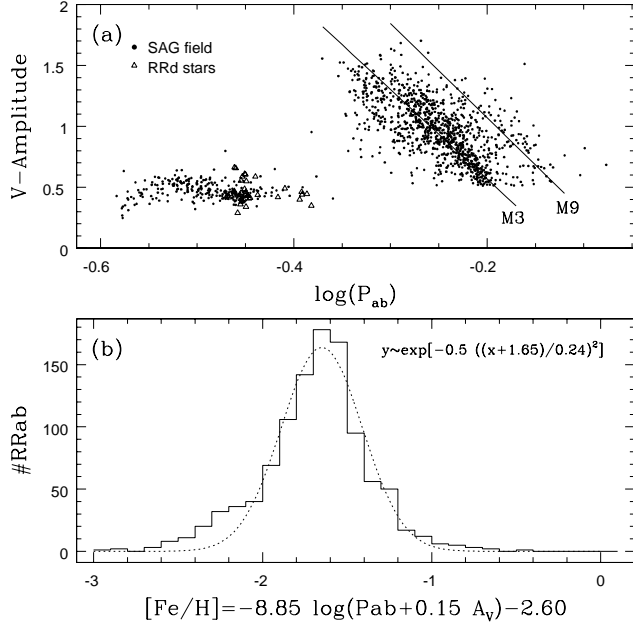 2
(a)
SAG field
RRd stars
1.5
1
0.5
0
V-Amplitude
M3
M9
-0.6
-0.4
-0.2
log(P_ab)
(b)
y~exp[-0.5 ((x+1.65)/0.24)²]
150
100
50
0
#RRab
-3
-2
-1
0
[Fe/H]=-8.85 log(Pab+0.15 A_V)-2.60